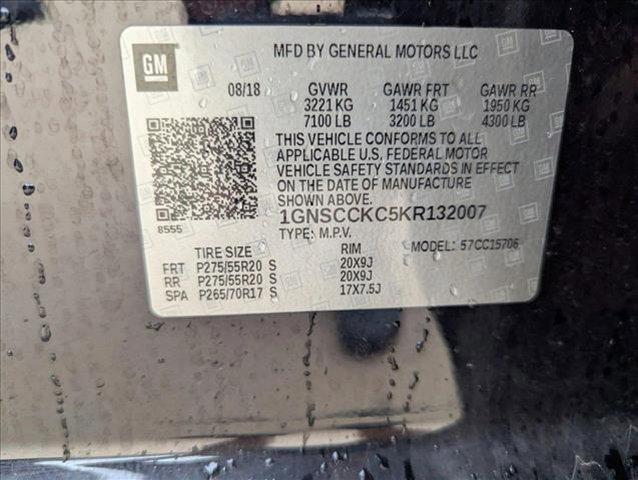 GM
MFD BY GENERAL MOTORS LLC
08/18 GVWR GAWR FRT GAWR RR
3221 KG 1451 KG 1950 KG
7100 LB 3200 LB 4300 LB
THIS VEHICLE CONFORMS TO ALL
APPLICABLE U.S. FEDERAL MOTOR
VEHICLE SAFETY STANDARDS IN EFFECT
ON THE DATE OF MANUFACTURE
SHOWN ABOVE.
8555
1GNSCCKC5KR132007
TYPE: M.P.V. MODEL: 57CC15706
TIRE SIZE RIM
FRT P275/55R20 S 20X9J
RR P275/55R20 S 20X9J
SPA P265/70R17 S 17X7.5J